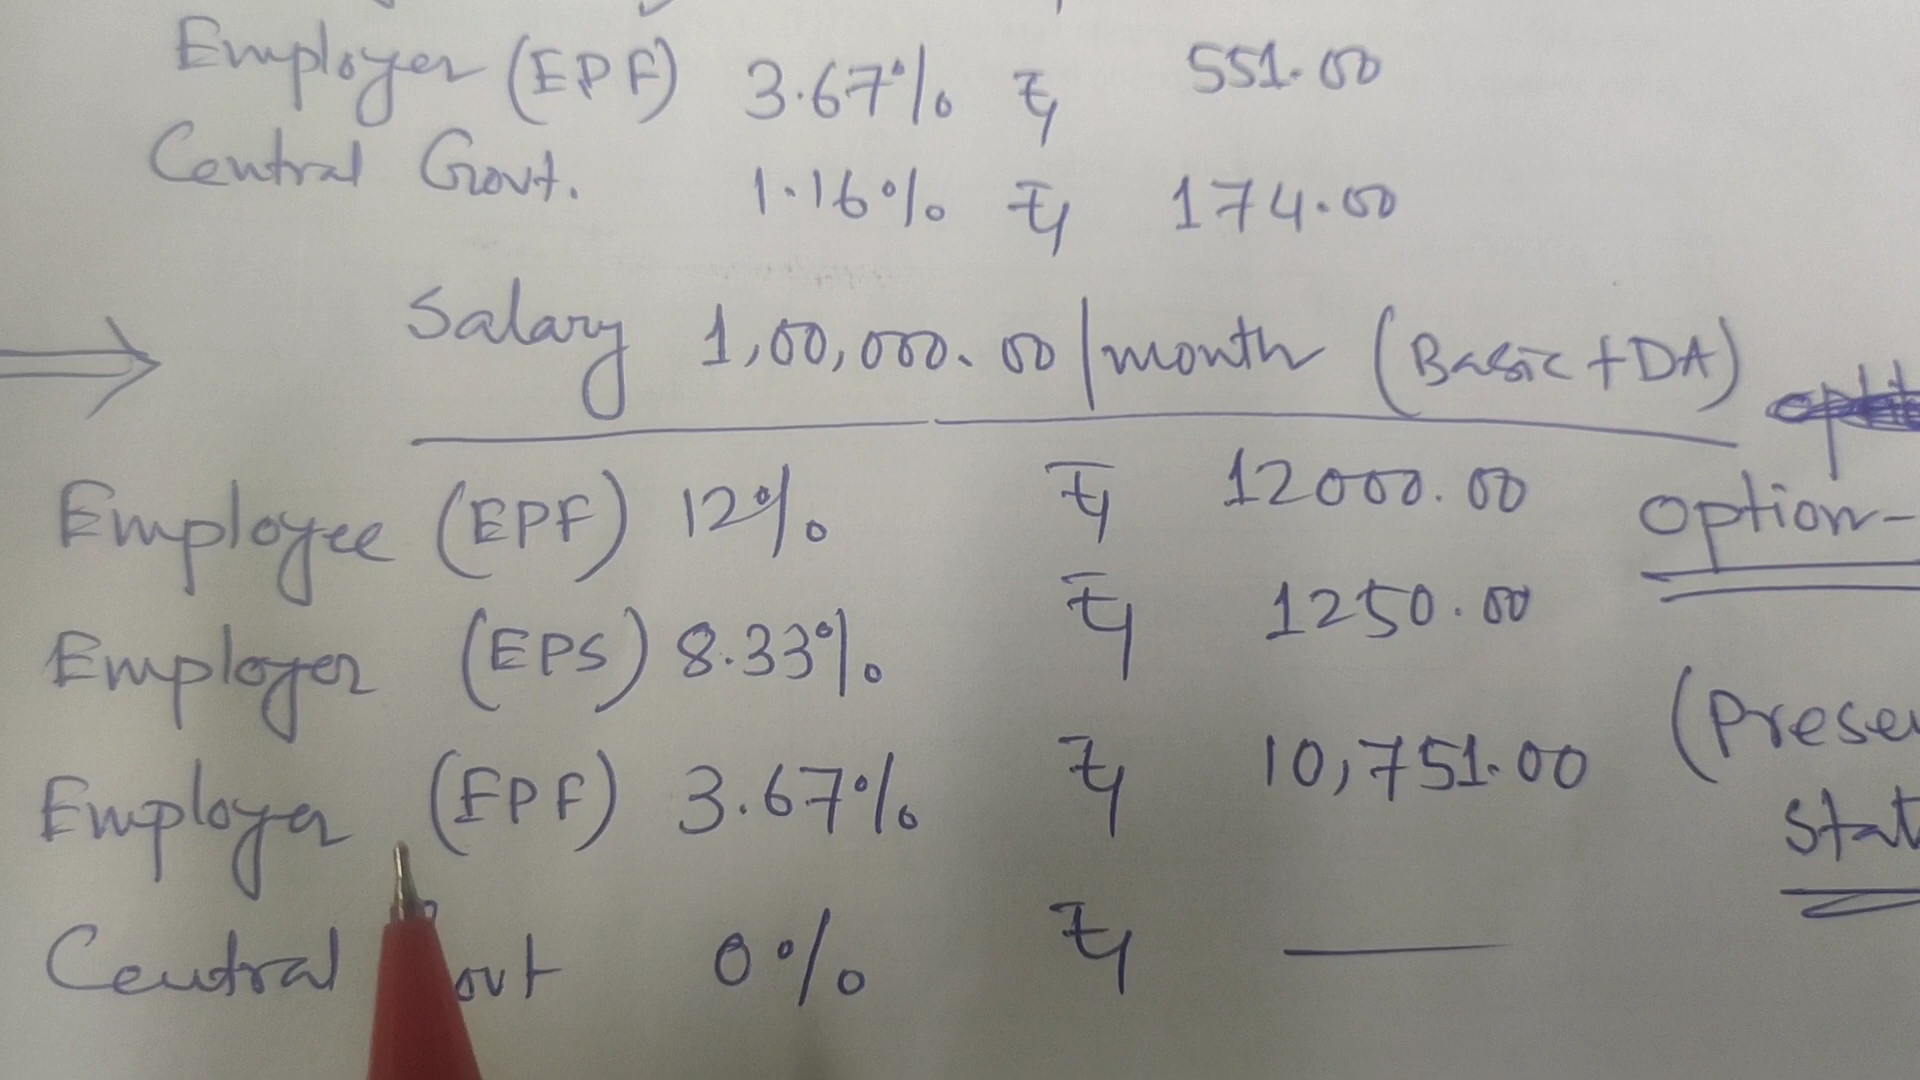 Employer (EPF) 3.67% ₹ 551.00
Central Govt. 1.16% ₹ 174.00
Salary 1,00,000.00/month (Basic+DA)
Employee (EPF) 12% ₹ 12000.00 option-
Employer (EPS) 8.33% ₹ 1250.00
Employer (EPF) 3.67% ₹ 10,751.00 (Prese
Stat
Central ovt 0% ₹ —